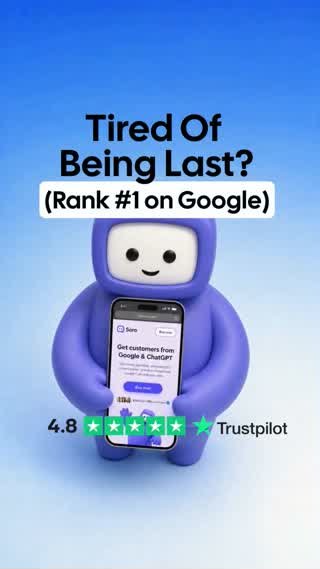 Tired Of
Being Last?
(Rank #1 on Google)
Soro
Get customers from
Google & ChatGPT
4.8
Trustpilot